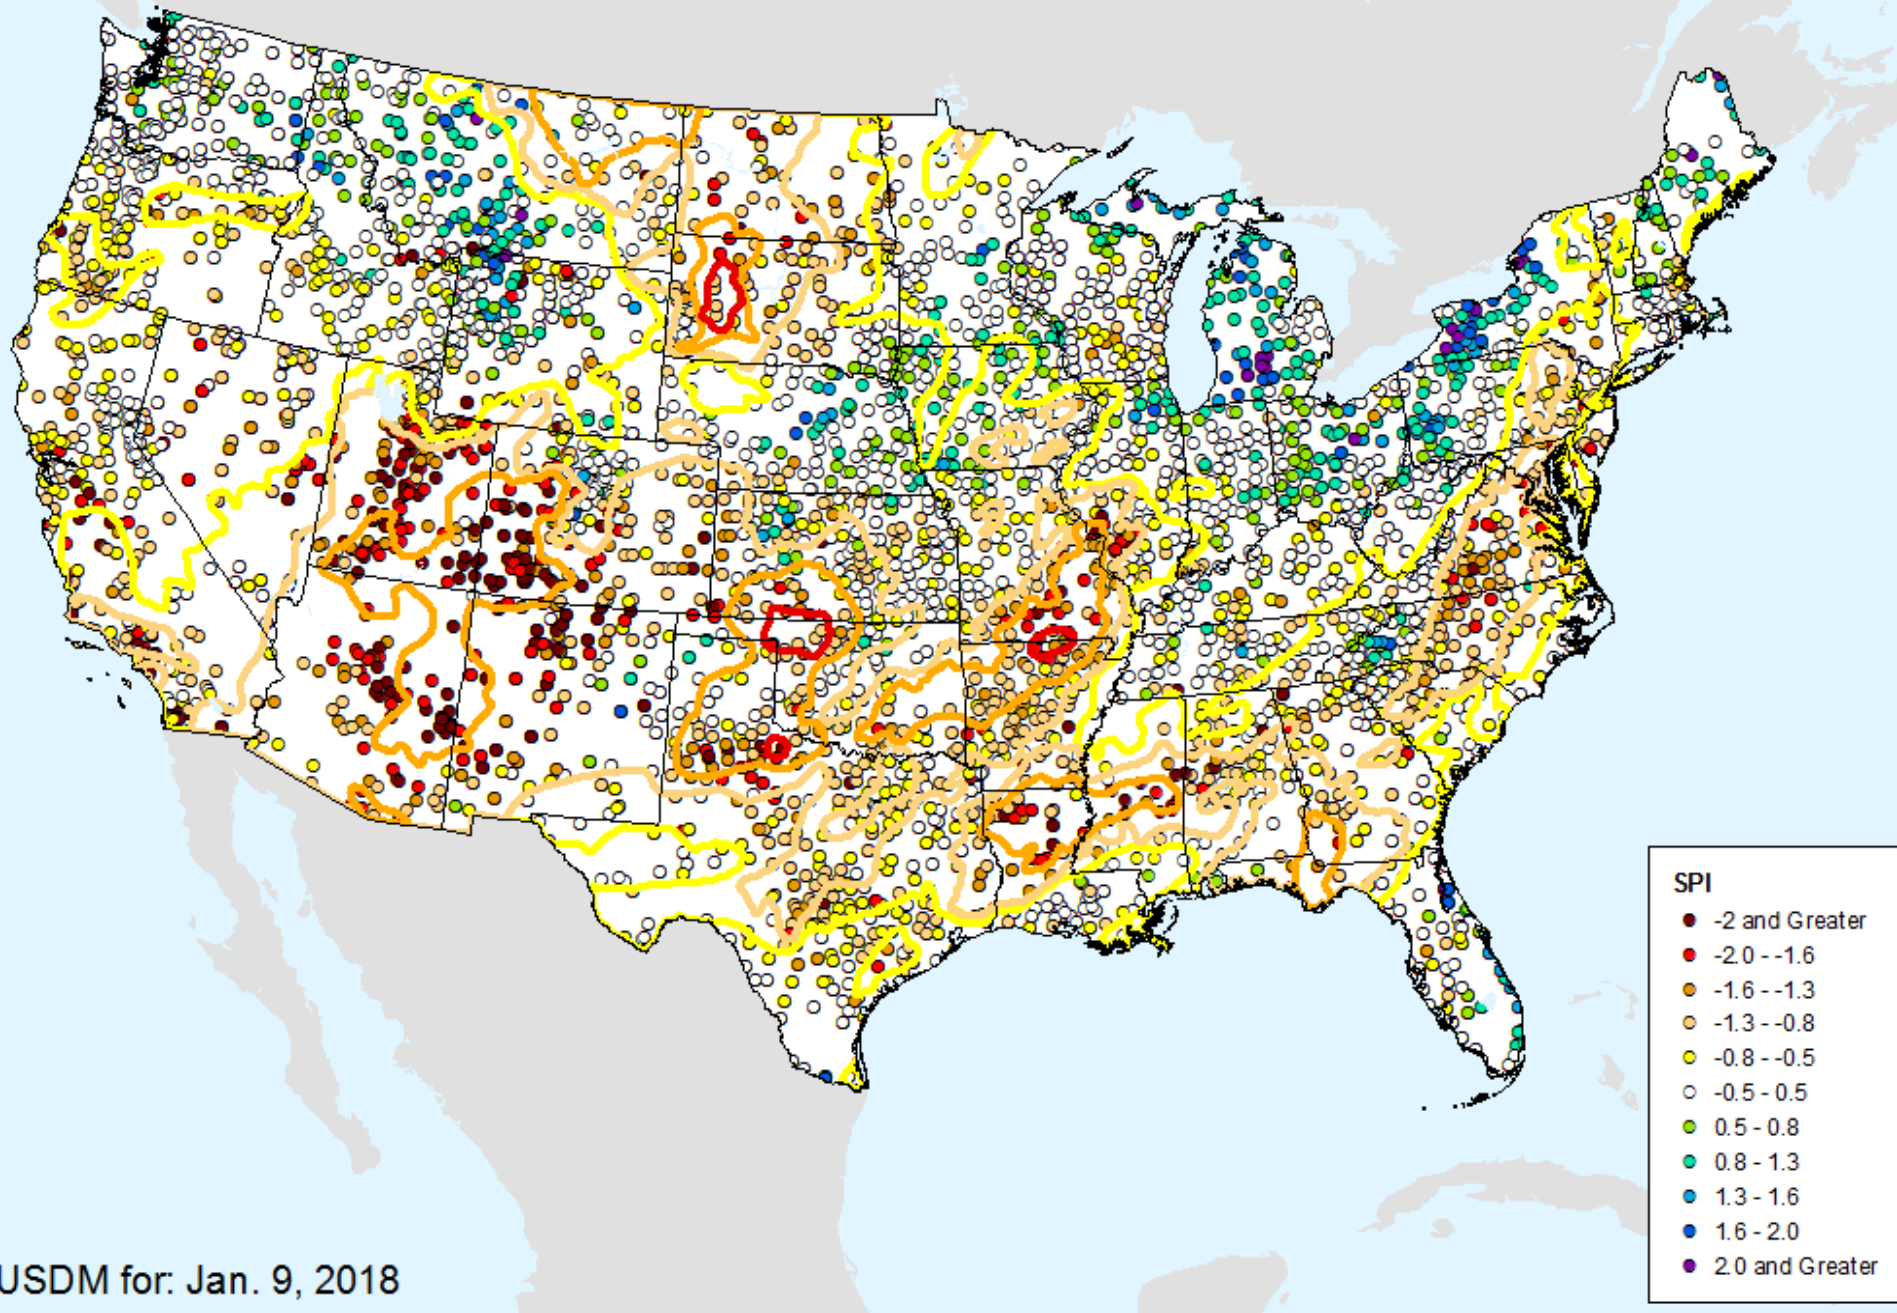 SPI
-2 and Greater
-2.0 - -1.6
-1.6 - -1.3
-1.3 - -0.8
-0.8 - -0.5
-0.5 - 0.5
0.5 - 0.8
0.8 - 1.3
1.3 - 1.6
1.6 - 2.0
2.0 and Greater
USDM for: Jan. 9, 2018